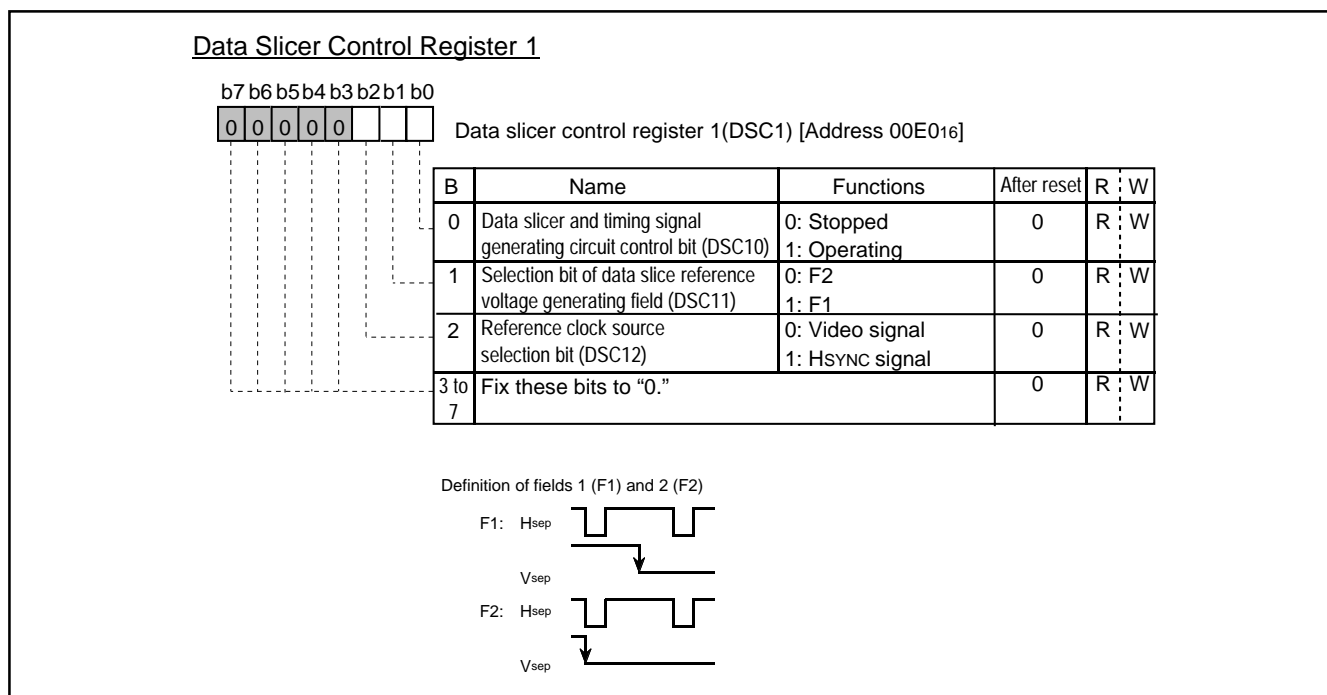 Data Slicer Control Register 1
b7 b6 b5 b4 b3 b2 b1 b0
0 0 0 0 0
Data slicer control register 1(DSC1) [Address 00E016]
B Name Functions After reset R W
0 Data slicer and timing signal 0: Stopped 0 R W
generating circuit control bit (DSC10) 1: Operating
1 Selection bit of data slice reference 0: F2 0 R W
voltage generating field (DSC11) 1: F1
2 Reference clock source 0: Video signal 0 R W
selection bit (DSC12) 1: HSYNC signal
3 to Fix these bits to “0.” 0 R W
7
Definition of fields 1 (F1) and 2 (F2)
F1: Hsep
Vsep
F2: Hsep
Vsep